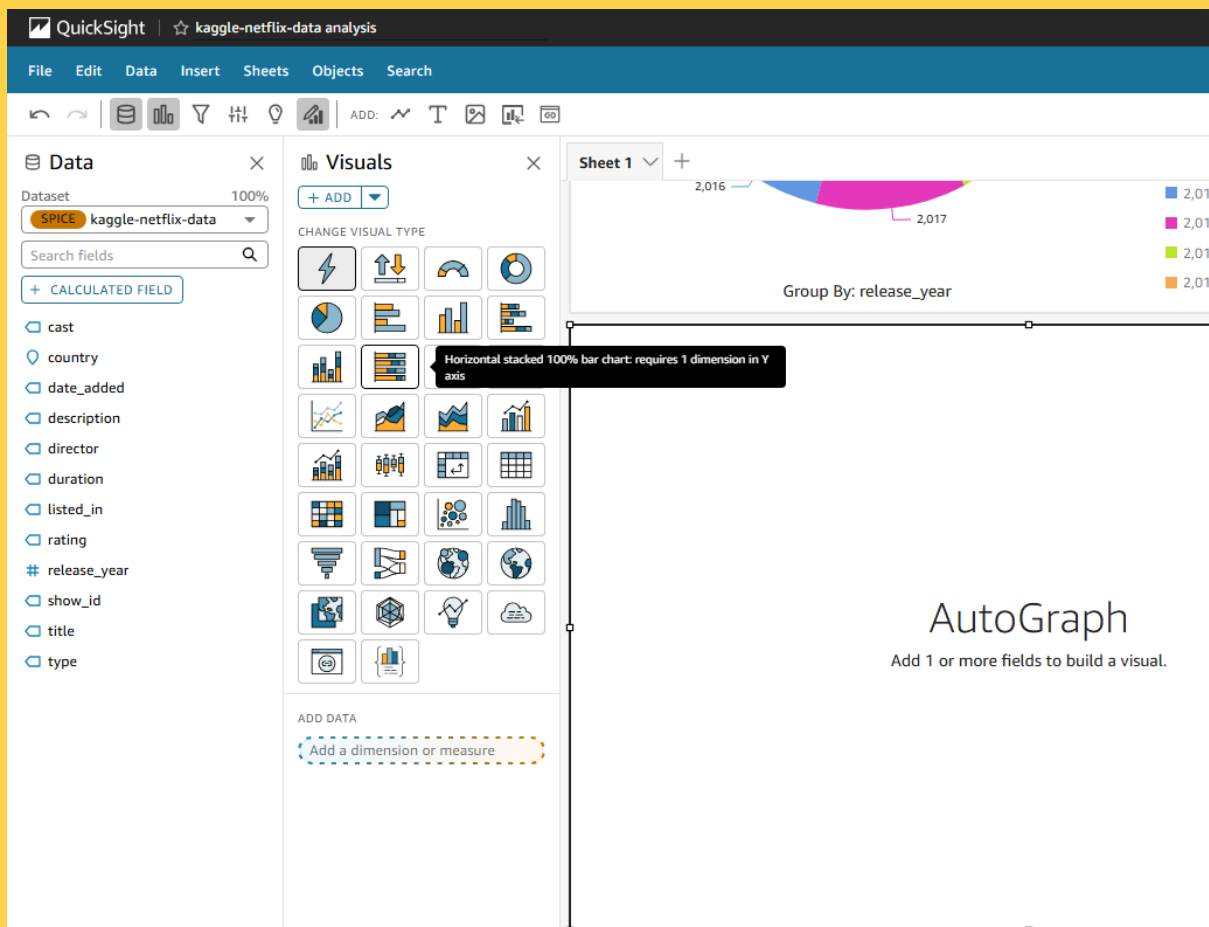 QuickSight kaggle-netflix-data analysis
File Edit Data Insert Sheets Objects Search
ADD:
Data
Dataset 100%
SPICE kaggle-netflix-data
Search fields
+ CALCULATED FIELD
cast
country
date_added
description
director
duration
listed_in
rating
release_year
show_id
title
type
Visuals
+ ADD
CHANGE VISUAL TYPE
Horizontal stacked 100% bar chart: requires 1 dimension in Y
axis
ADD DATA
Add a dimension or measure
Sheet 1
2,016
2,017
Group By: release_year
AutoGraph
Add 1 or more fields to build a visual.